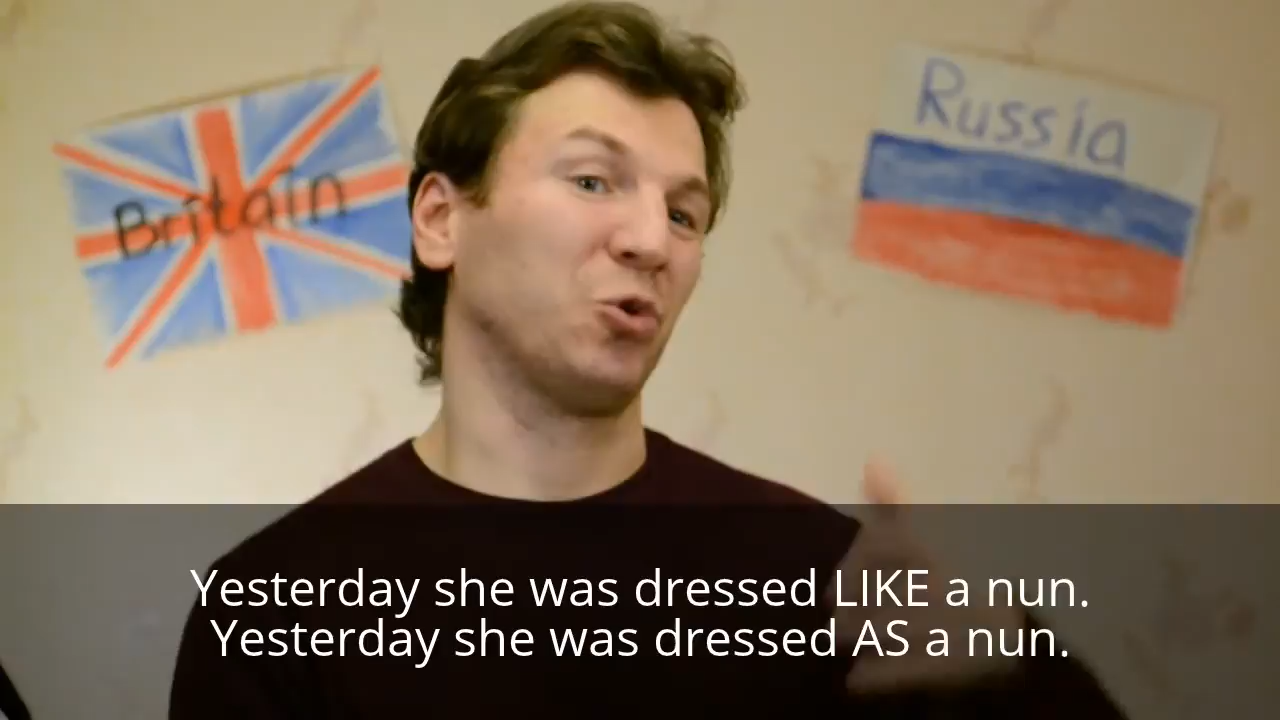 Britain
Russia
Yesterday she was dressed LIKE a nun.
Yesterday she was dressed AS a nun.